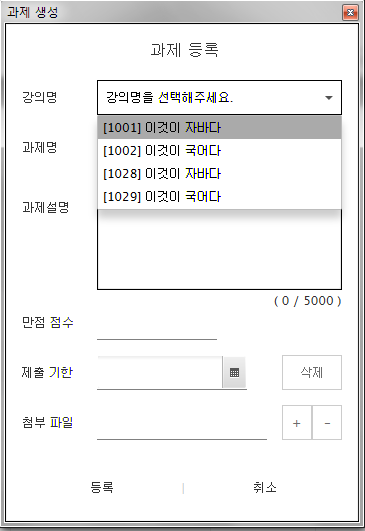 과제 생성
과제 등록
강의명
강의명을 선택해주세요.
[1001] 이것이 자바다
[1002] 이것이 국어다
[1028] 이것이 자바다
[1029] 이것이 국어다
과제명
과제설명
( 0 / 5000 )
만점 점수
제출 기한
삭제
첨부 파일
+
-
등록 | 취소